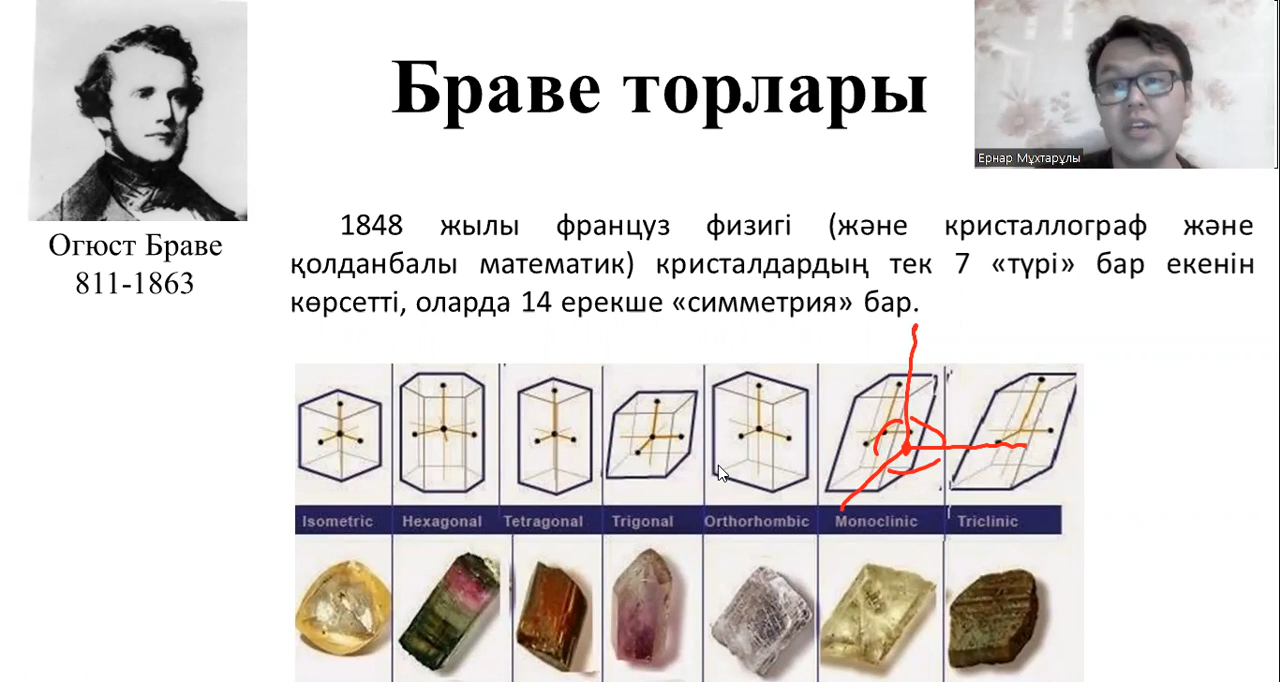 Браве торлары
Ернар Мұхтарұлы
Огюст Браве
811-1863
1848 жылы француз физигі (және кристаллограф және
қолданбалы математик) кристалдардың тек 7 «түрі» бар екенін
көрсетті, оларда 14 ерекше «симметрия» бар.
Isometric Hexagonal Tetragonal Trigonal Orthorhombic Monoclinic Triclinic